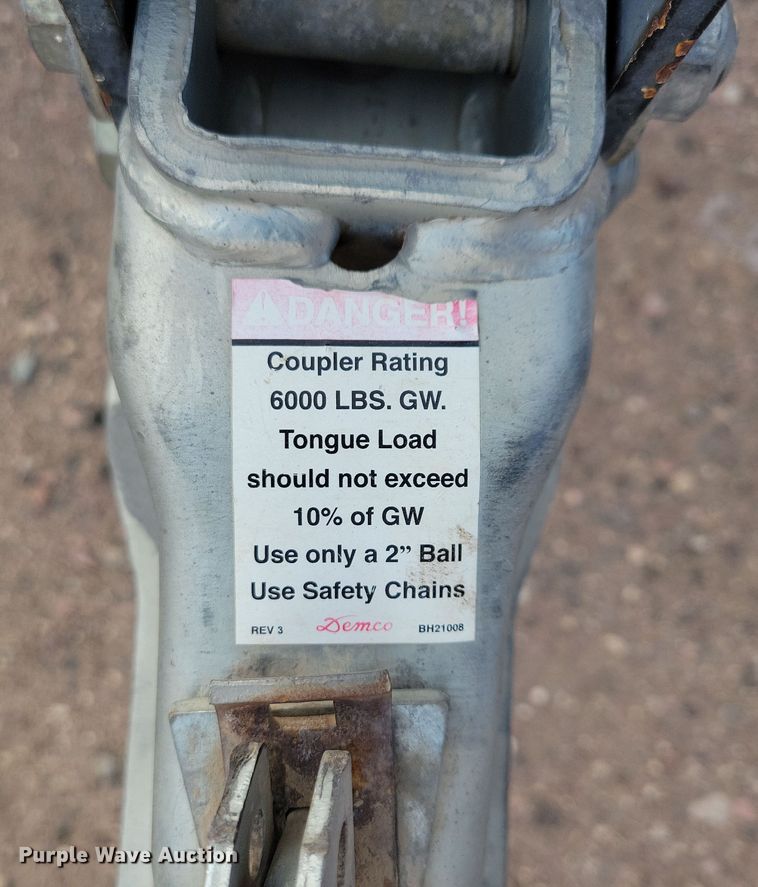 DANGER!
Coupler Rating
6000 LBS. GW.
Tongue Load
should not exceed
10% of GW
Use only a 2” Ball
Use Safety Chains
REV 3 Demco BH21008
Purple Wave Auction